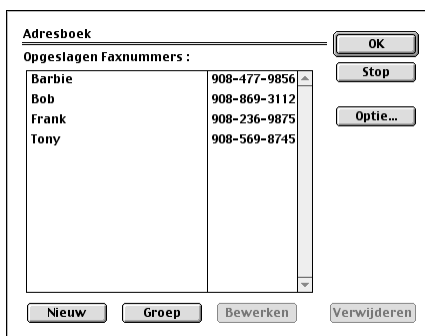 Adresboek
OK
Opgeslagen Faxnummers :
Stop
Barbie 908-477-9856
Bob 908-869-3112
Frank 908-236-9875
Optie...
Tony 908-569-8745
Nieuw Groep Bewerken Verwijderen